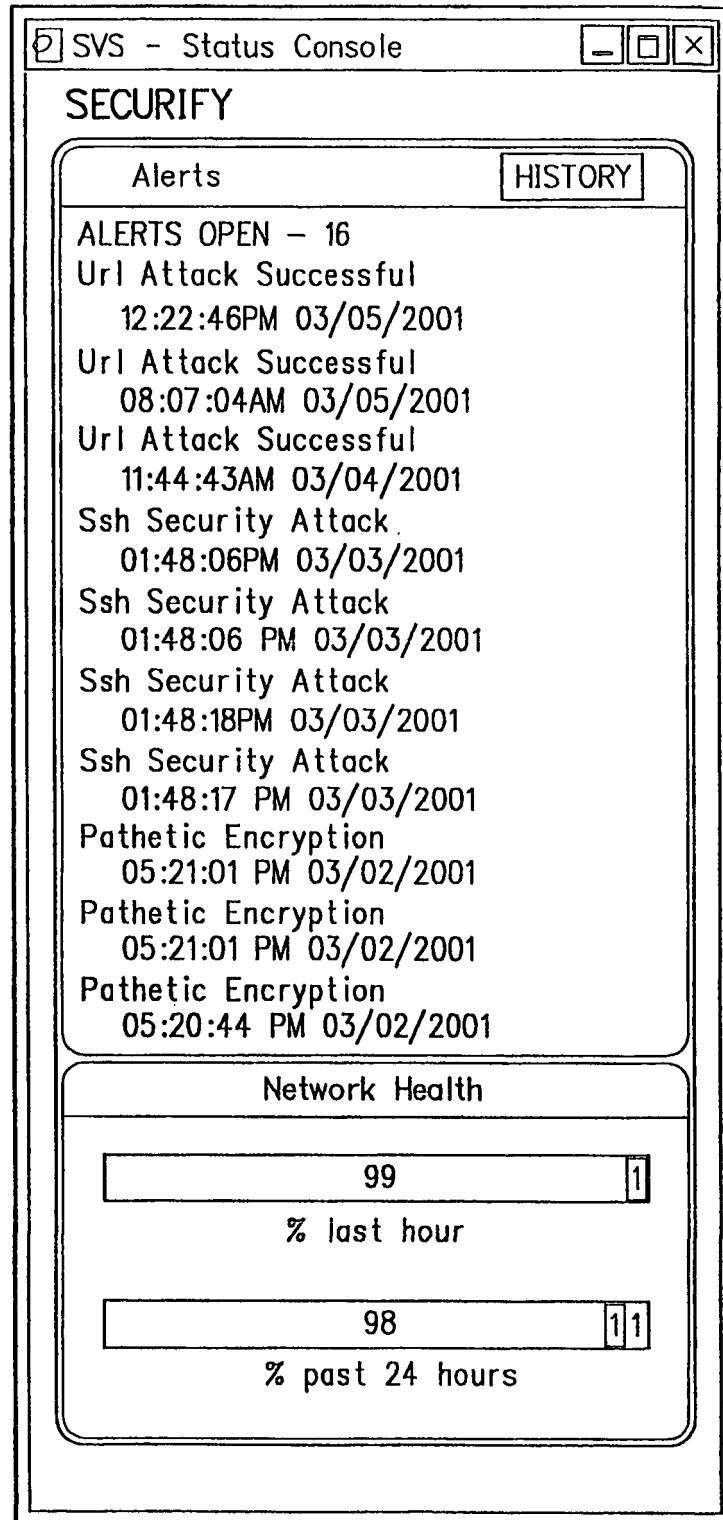 SVS - Status Console
SECURIFY
Alerts HISTORY
ALERTS OPEN – 16
Url Attack Successful
12:22:46PM 03/05/2001
Url Attack Successful
08:07:04AM 03/05/2001
Url Attack Successful
11:44:43AM 03/04/2001
Ssh Security Attack
01:48:06PM 03/03/2001
Ssh Security Attack
01:48:06 PM 03/03/2001
Ssh Security Attack
01:48:18PM 03/03/2001
Ssh Security Attack
01:48:17 PM 03/03/2001
Pathetic Encryption
05:21:01 PM 03/02/2001
Pathetic Encryption
05:21:01 PM 03/02/2001
Pathetic Encryption
05:20:44 PM 03/02/2001
Network Health
99 1
% last hour
98 1 1
% past 24 hours